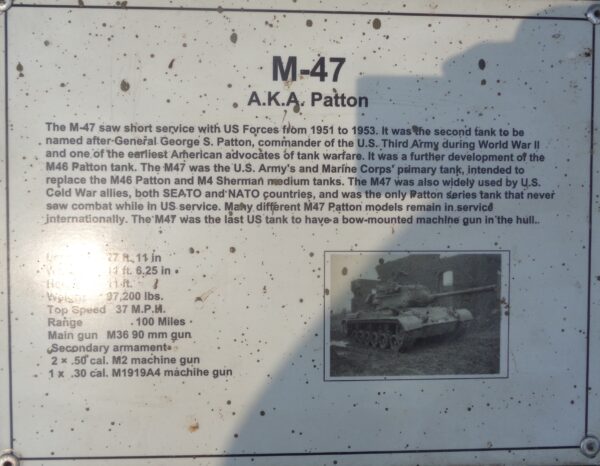 M-47
A.K.A. Patton
The M-47 saw short service with US Forces from 1951 to 1953. It was the second tank to be
named after General George S. Patton, commander of the U.S. Third Army during World War II
and one of the earliest American advocates of tank warfare. It was a further development of the
M46 Patton tank. The M47 was the U.S. Army's and Marine Corps' primary tank, intended to
replace the M46 Patton and M4 Sherman medium tanks. The M47 was also widely used by U.S.
Cold War allies, both SEATO and NATO countries, and was the only Patton series tank that never
saw combat while in US service. Many different M47 Patton models remain in service
internationally. The M47 was the last US tank to have a bow-mounted machine gun in the hull.
ft. 11 in
ft. 6.25 in
ft.
Weight 97,200 lbs.
Top Speed 37 M.P.H.
Range 100 Miles
Main gun M36 90 mm gun
Secondary armament
2 × .50 cal. M2 machine gun
1 x .30 cal. M1919A4 machine gun